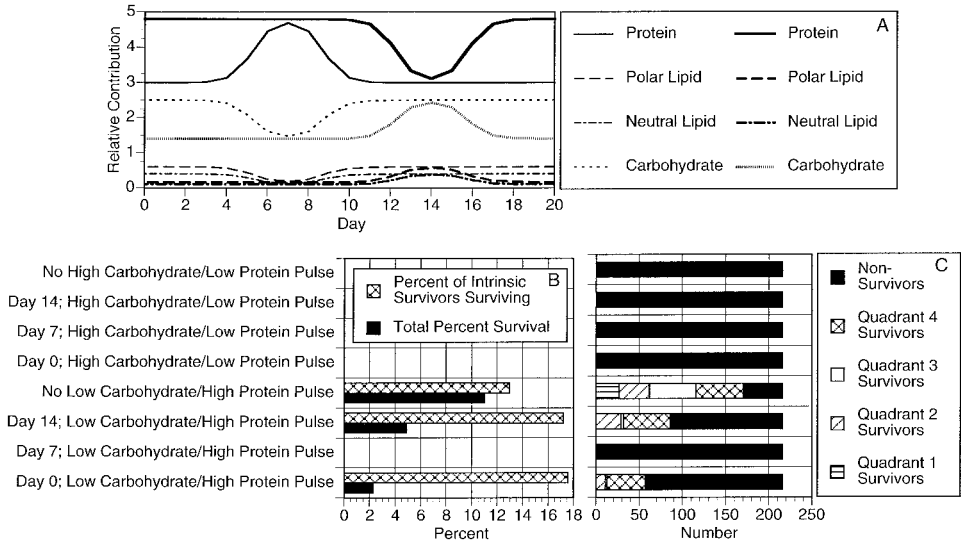 5
4
3
2
1
0
Relative Contribution
0 2 4 6 8 10 12 14 16 18 20
Day
A
Protein Protein
Polar Lipid Polar Lipid
Neutral Lipid Neutral Lipid
Carbohydrate Carbohydrate
No High Carbohydrate/Low Protein Pulse
Day 14; High Carbohydrate/Low Protein Pulse
Day 7; High Carbohydrate/Low Protein Pulse
Day 0; High Carbohydrate/Low Protein Pulse
No Low Carbohydrate/High Protein Pulse
Day 14; Low Carbohydrate/High Protein Pulse
Day 7; Low Carbohydrate/High Protein Pulse
Day 0; Low Carbohydrate/High Protein Pulse
B
Percent of Intrinsic
Survivors Surviving
Total Percent Survival
0 2 4 6 8 10 12 14 16 18
Percent
0 50 100 150 200 250
Number
C
Non-
Survivors
Quadrant 4
Survivors
Quadrant 3
Survivors
Quadrant 2
Survivors
Quadrant 1
Survivors